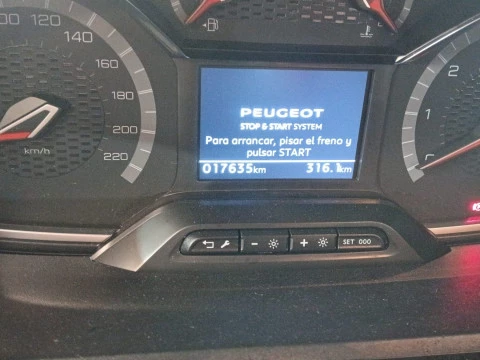 120
140
160
180
200
220
km/h
PEUGEOT
STOP & START SYSTEM
Para arrancar, pisar el freno y
pulsar START
017635km 316.1km
2
1
SET 000